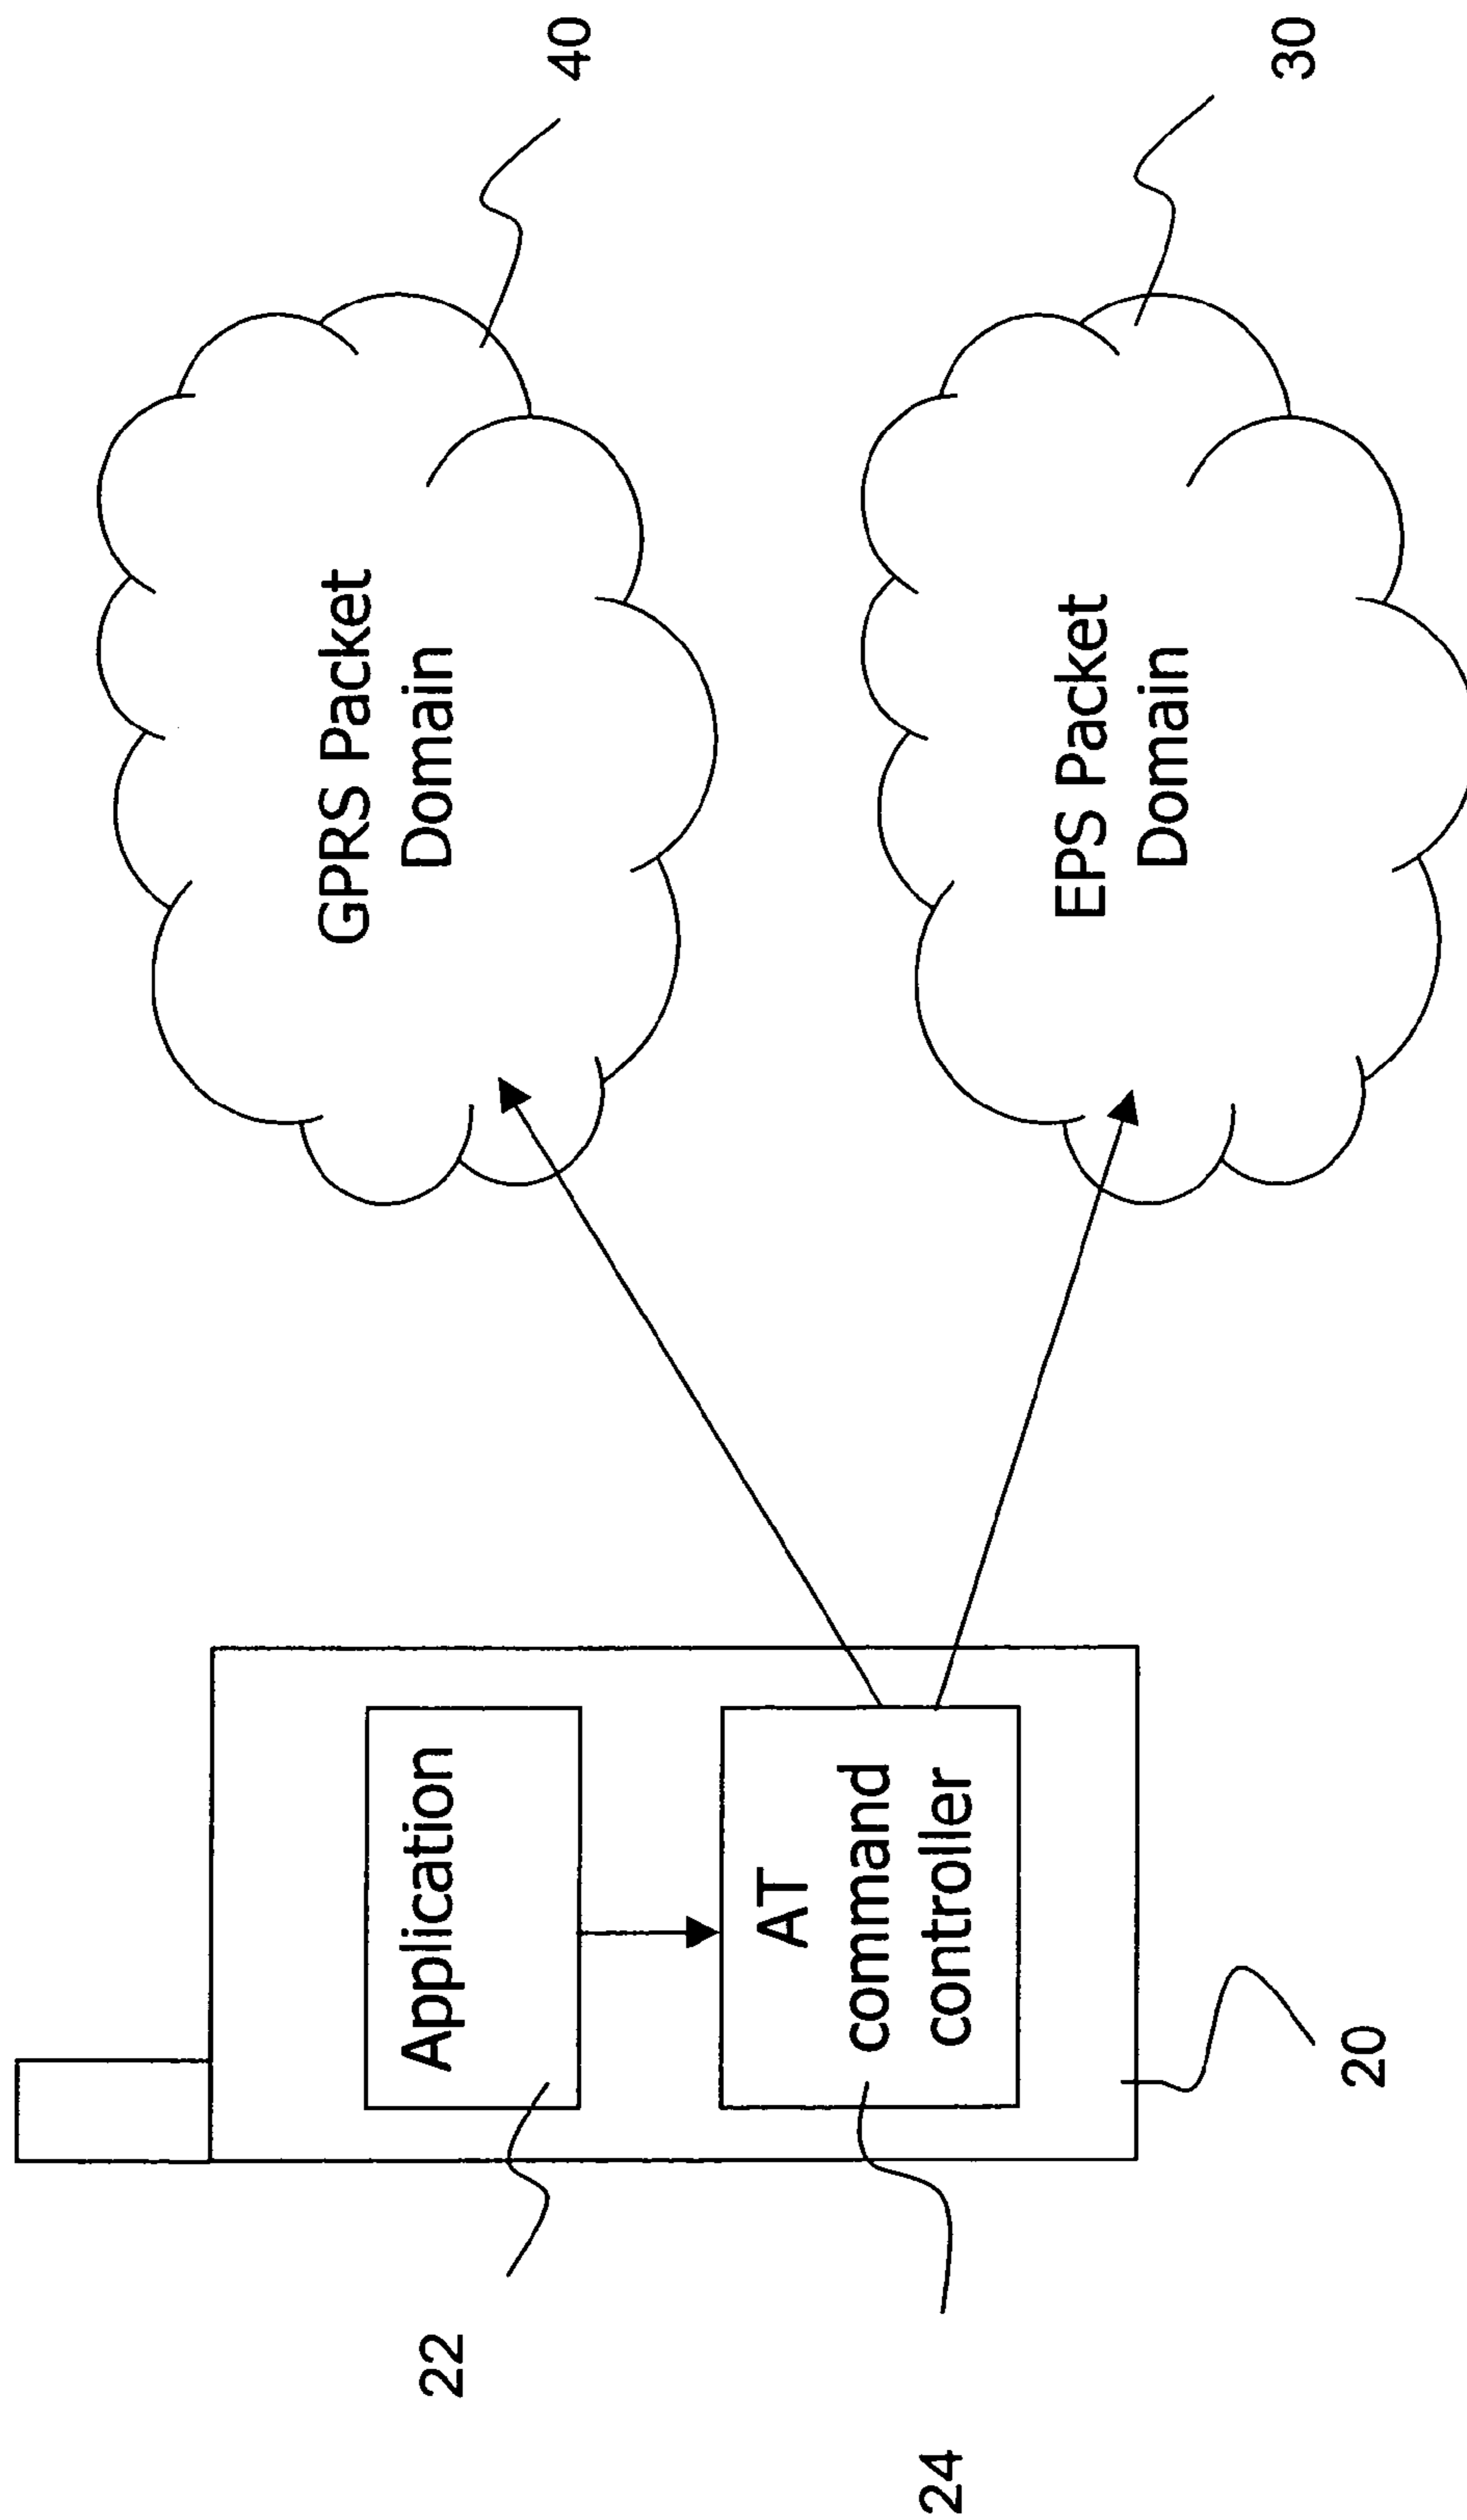 22
24
20
Application
AT
command
controller
GPRS Packet
Domain
EPS Packet
Domain
40
30